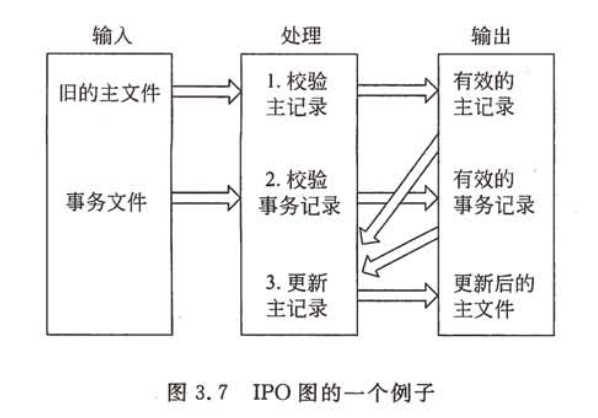 输入
处理
输出
旧的主文件
1. 校验
主记录
有效的
主记录
事务文件
2. 校验
事务记录
有效的
事务记录
3. 更新
主记录
更新后的
主文件
图 3.7 IPO 图的一个例子